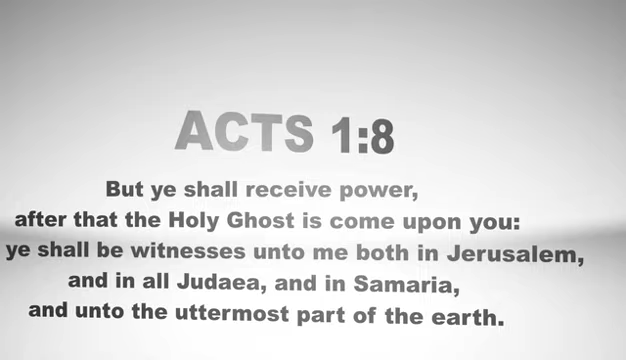 ACTS 1:8
But ye shall receive power,
after that the Holy Ghost is come upon you:
ye shall be witnesses unto me both in Jerusalem,
and in all Judaea, and in Samaria,
and unto the uttermost part of the earth.